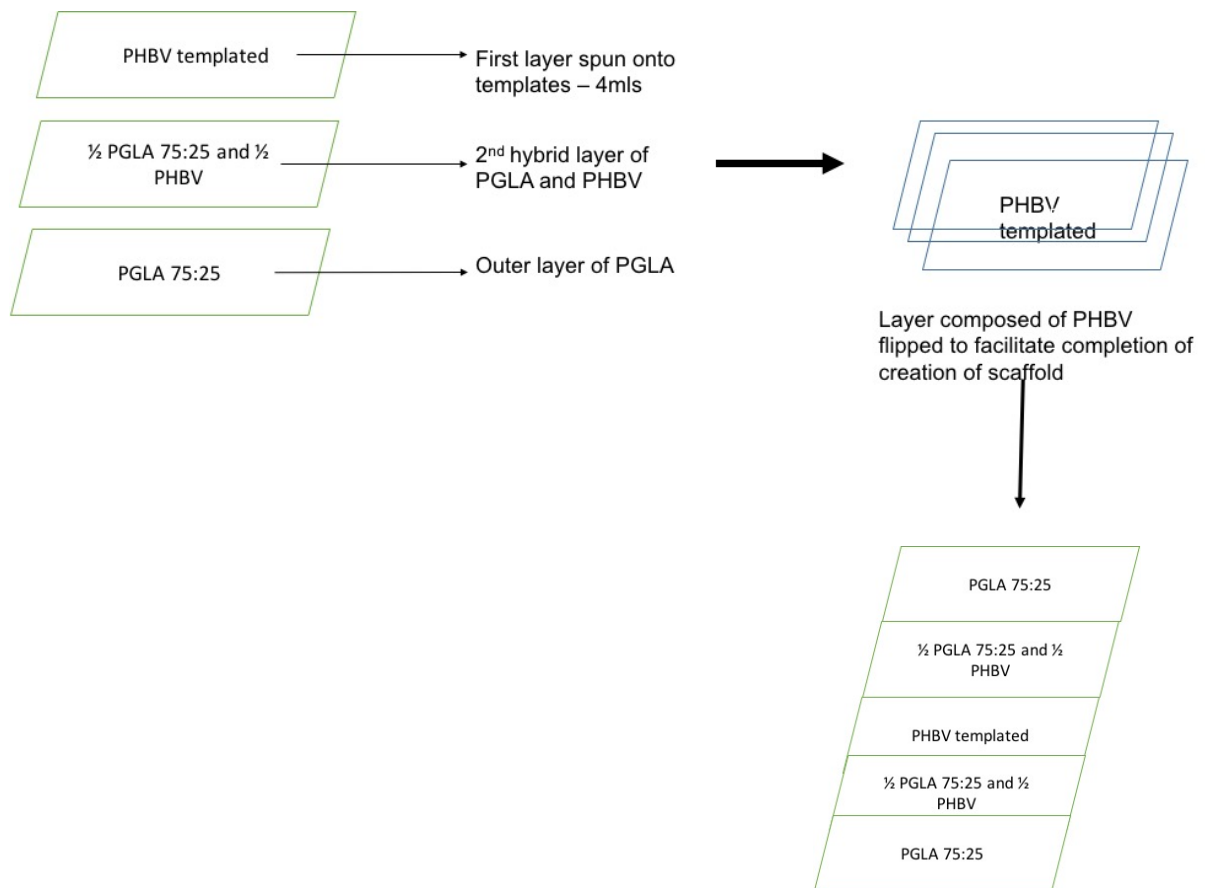 PHBV templated
First layer spun onto
templates – 4mls
½ PGLA 75:25 and ½
PHBV
2nd hybrid layer of
PGLA and PHBV
PGLA 75:25
Outer layer of PGLA
PHBV
templated
Layer composed of PHBV
flipped to facilitate completion of
creation of scaffold
PGLA 75:25
½ PGLA 75:25 and ½
PHBV
PHBV templated
½ PGLA 75:25 and ½
PHBV
PGLA 75:25